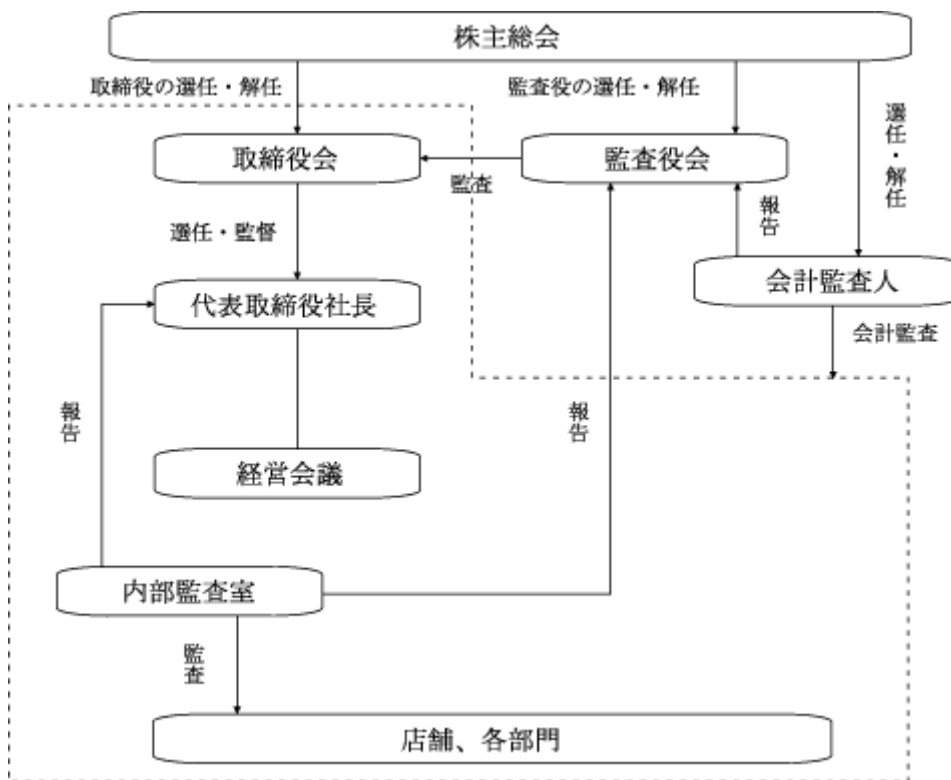 株主総会
取締役の選任・解任
監査役の選任・解任
選任・解任
取締役会
監査
監査役会
報告
選任・監督
代表取締役社長
会計監査人
会計監査
報告
報告
経営会議
内部監査室
監査
店舗、各部門